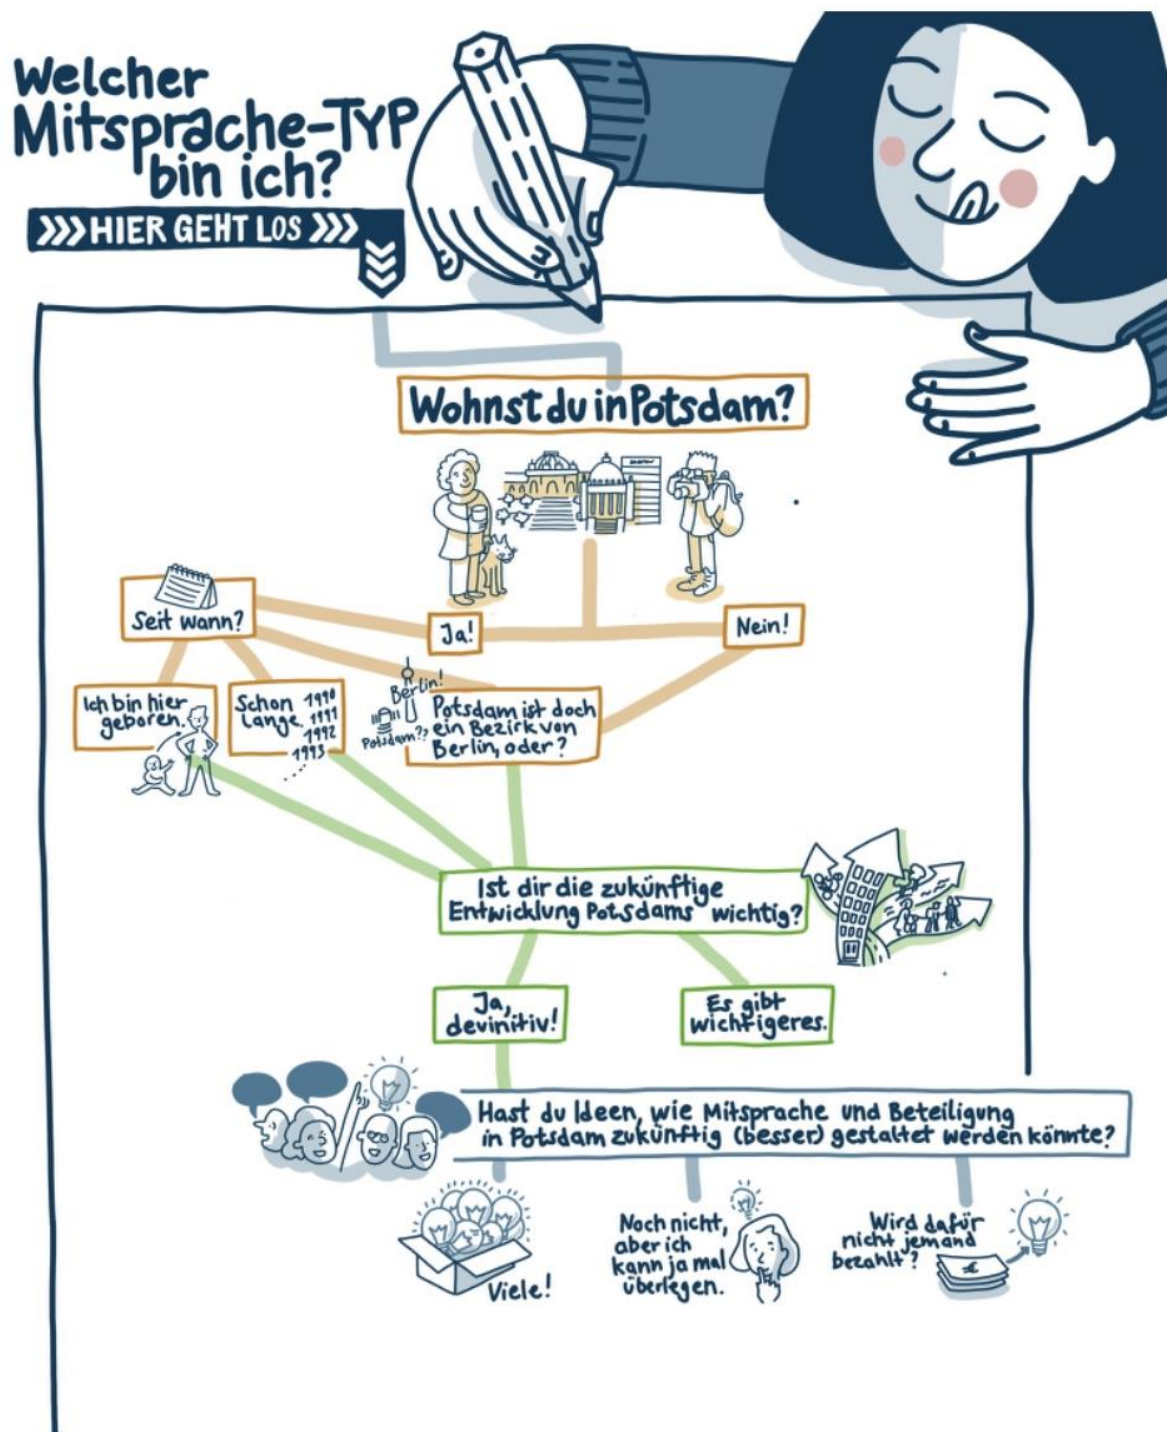 Welcher
Mitsprache-TYP
bin ich?
>>> HIER GEHT LOS >>>
Wohnst du in Potsdam?
Seit wann?
Ja!
Nein!
Ich bin hier
geboren.
Schon
lange.
1990
1991
1992
1993
Berlin!
Potsdam??
Potsdam ist doch
ein Bezirk von
Berlin, oder?
Ist dir die zukünftige
Entwicklung Potsdams wichtig?
Ja,
devinitiv!
Es gibt
wichtigeres.
Hast du Ideen, wie Mitsprache und Beteiligung
in Potsdam zukünftig (besser) gestaltet werden könnte?
Viele!
Noch nicht,
aber ich
kann ja mal
überlegen.
Wird dafür
nicht jemand
bezahlt?
€